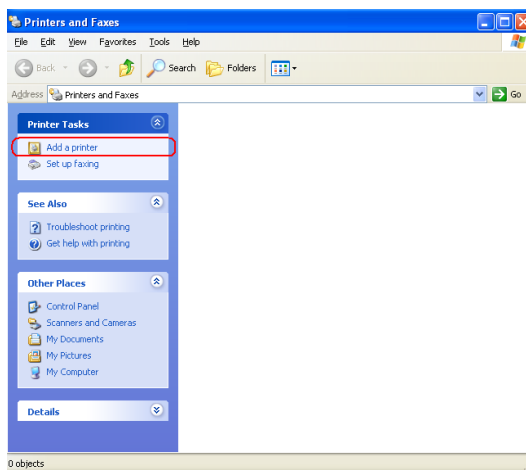 Printers and Faxes
File Edit View Favorites Tools Help
Back Search Folders
Address Printers and Faxes Go
Printer Tasks
Add a printer
Set up faxing
See Also
Troubleshoot printing
Get help with printing
Other Places
Control Panel
Scanners and Cameras
My Documents
My Pictures
My Computer
Details
0 objects